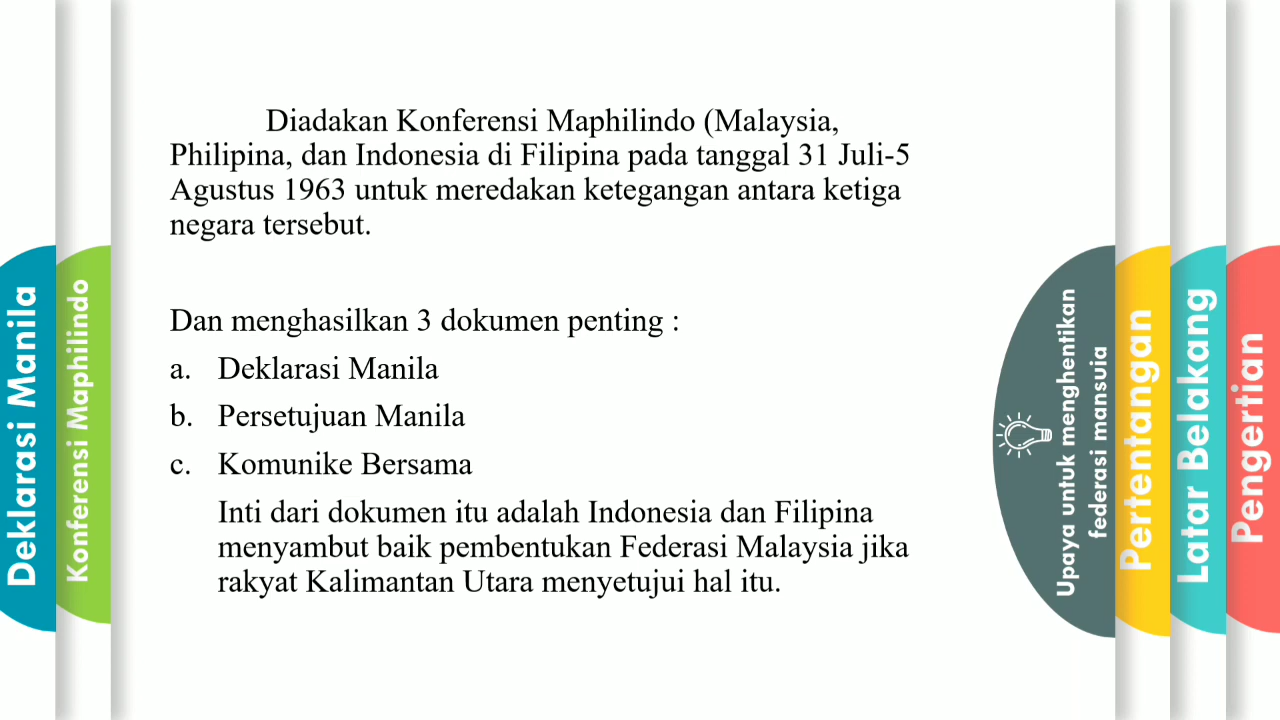 Diadakan Konferensi Maphilindo (Malaysia,
Philipina, dan Indonesia di Filipina pada tanggal 31 Juli-5
Agustus 1963 untuk meredakan ketegangan antara ketiga
negara tersebut.
Dan menghasilkan 3 dokumen penting :
a. Deklarasi Manila
b. Persetujuan Manila
c. Komunike Bersama
Inti dari dokumen itu adalah Indonesia dan Filipina
menyambut baik pembentukan Federasi Malaysia jika
rakyat Kalimantan Utara menyetujui hal itu.
Deklarasi Manila
Konferensi Maphilindo
Upaya untuk menghentikan
federasi mansuia
Pertentangan
Latar Belakang
Pengertian